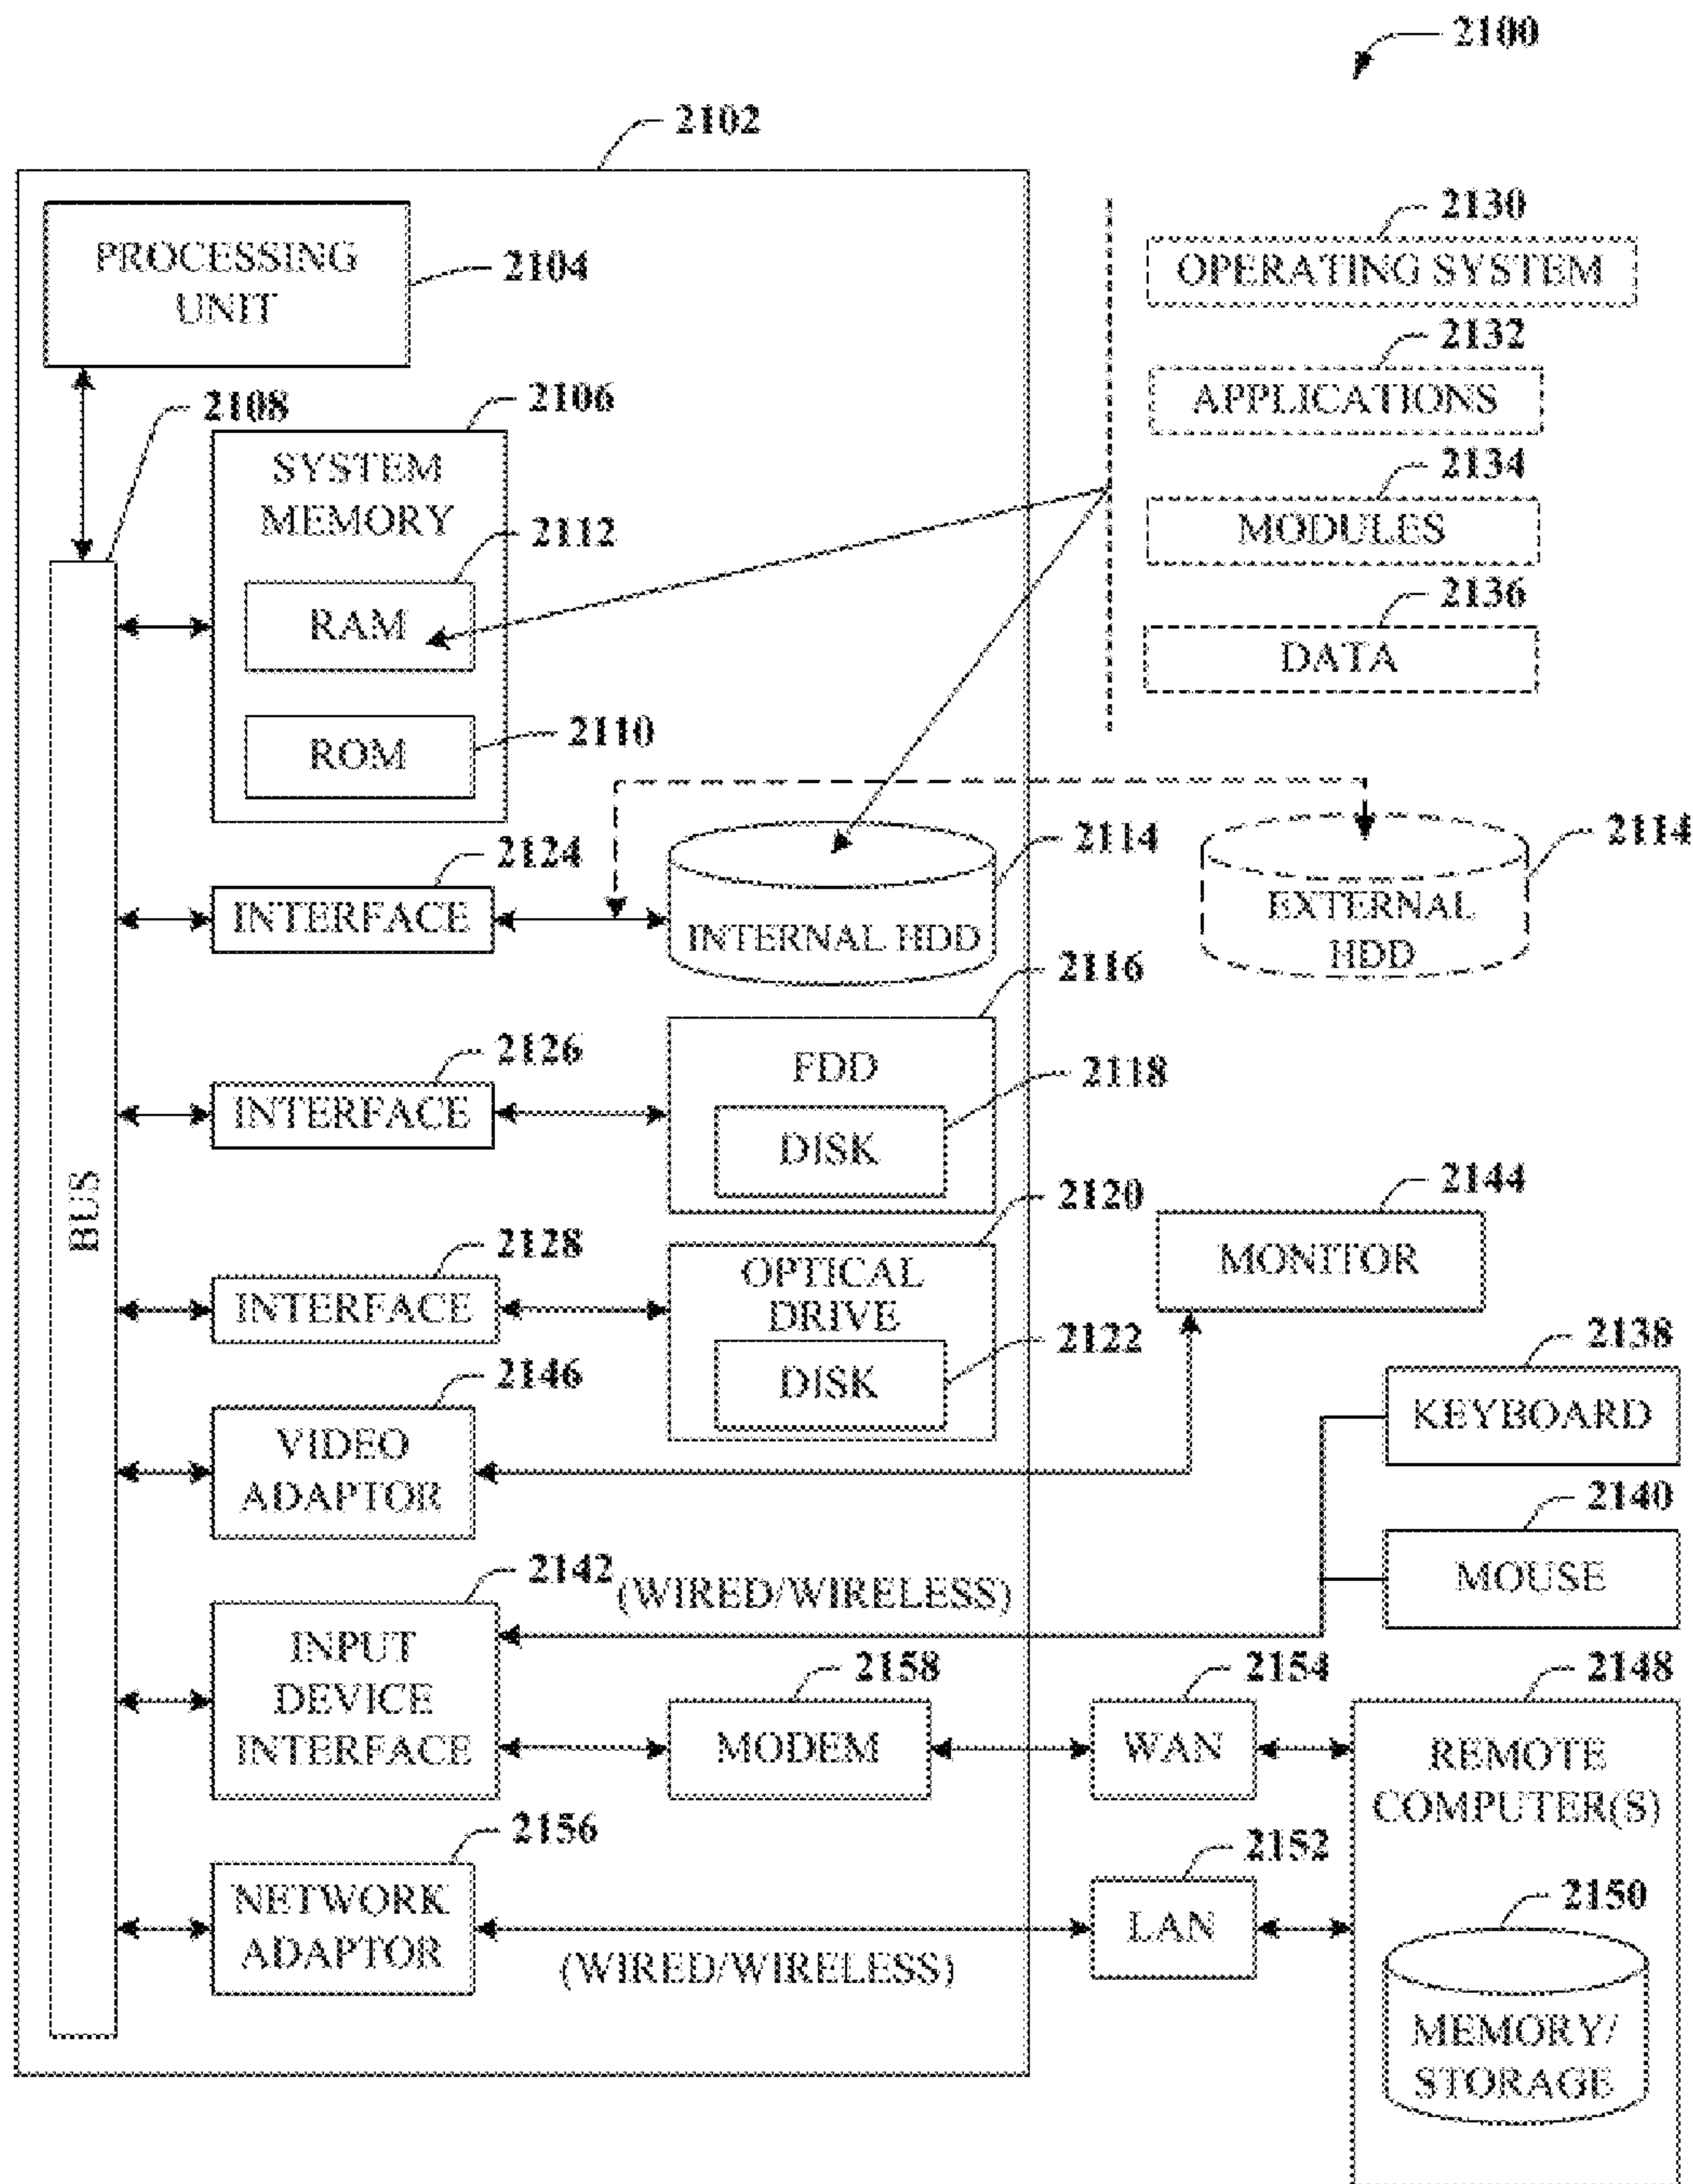 2100
2102
PROCESSING
UNIT
2104
2130
OPERATING SYSTEM
2132
APPLICATIONS
2134
MODULES
2136
DATA
2108
2106
SYSTEM
MEMORY
2112
RAM
2110
ROM
2124
INTERFACE
2114
INTERNAL HDD
2114
EXTERNAL
HDD
2126
INTERFACE
2116
FDD
2118
DISK
BUS
2128
INTERFACE
2120
OPTICAL
DRIVE
2122
DISK
2144
MONITOR
2146
VIDEO
ADAPTOR
2138
KEYBOARD
2140
MOUSE
2142
(WIRED/WIRELESS)
INPUT
DEVICE
INTERFACE
2158
MODEM
2154
WAN
2148
REMOTE
COMPUTER(S)
2156
NETWORK
ADAPTOR
(WIRED/WIRELESS)
2152
LAN
2150
MEMORY/
STORAGE